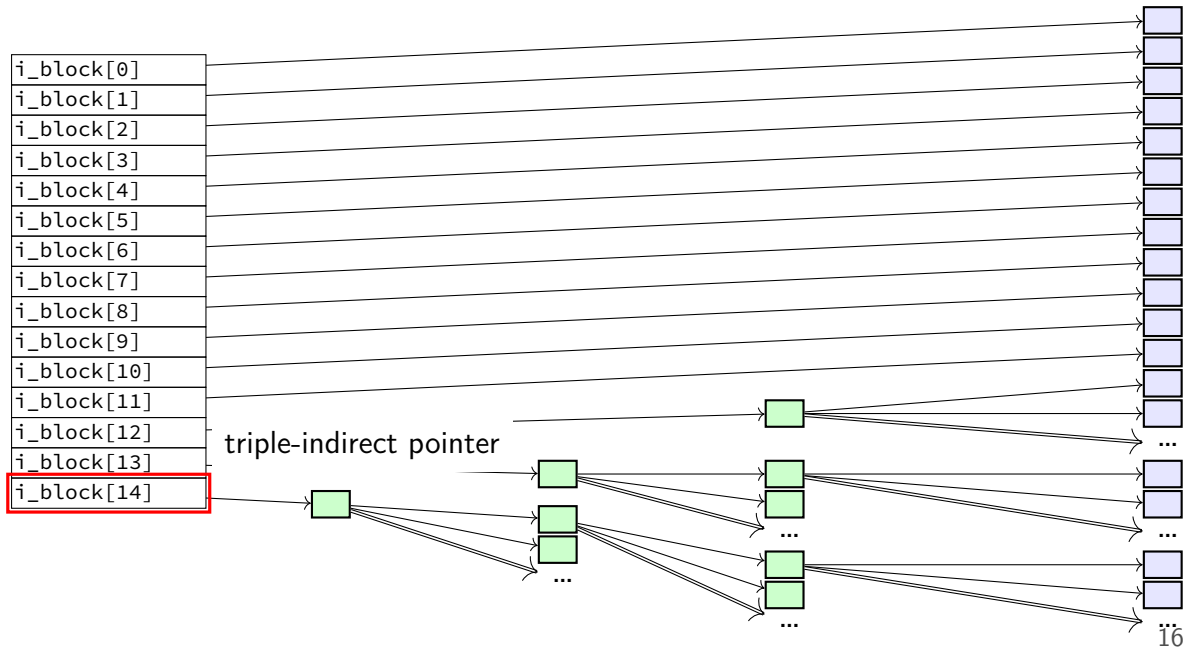 i_block[0]
i_block[1]
i_block[2]
i_block[3]
i_block[4]
i_block[5]
i_block[6]
i_block[7]
i_block[8]
i_block[9]
i_block[10]
i_block[11]
i_block[12]
i_block[13]
i_block[14]
triple-indirect pointer
...
...
...
...
...
...
16